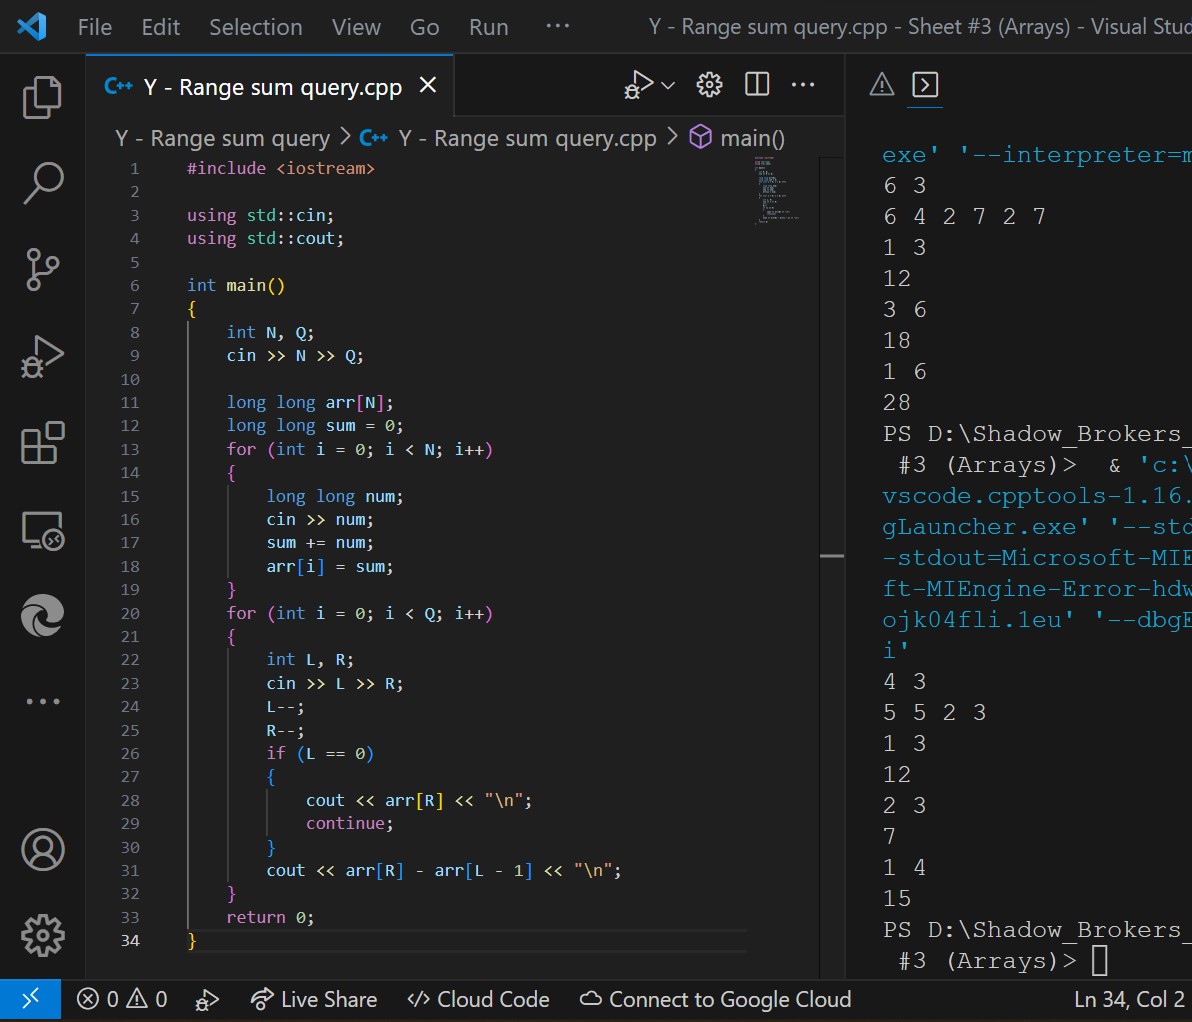 File Edit Selection View Go Run ... Y - Range sum query.cpp - Sheet #3 (Arrays) - Visual Stud
Y - Range sum query.cpp
Y - Range sum query > C++ Y - Range sum query.cpp > main()
1 #include <iostream>
2
3 using std::cin;
4 using std::cout;
5
6 int main()
7 {
8     int N, Q;
9     cin >> N >> Q;
10
11     long long arr[N];
12     long long sum = 0;
13     for (int i = 0; i < N; i++)
14     {
15         long long num;
16         cin >> num;
17         sum += num;
18         arr[i] = sum;
19     }
20     for (int i = 0; i < Q; i++)
21     {
22         int L, R;
23         cin >> L >> R;
24         L--;
25         R--;
26         if (L == 0)
27         {
28             cout << arr[R] << "\n";
29             continue;
30         }
31         cout << arr[R] - arr[L - 1] << "\n";
32     }
33     return 0;
34 }
exe' '--interpreter=m
6 3
6 4 2 7 2 7
1 3
12
3 6
18
1 6
28
PS D:\Shadow_Brokers_
#3 (Arrays)>  & 'c:\
vscode.cpptools-1.16.
gLauncher.exe' '--std
-stdout=Microsoft-MIE
ft-MIEngine-Error-hdw
ojk04fli.1eu' '--dbgE
i'
4 3
5 5 2 3
1 3
12
2 3
7
1 4
15
PS D:\Shadow_Brokers_
#3 (Arrays)>
0 0 Live Share </> Cloud Code Connect to Google Cloud Ln 34, Col 2